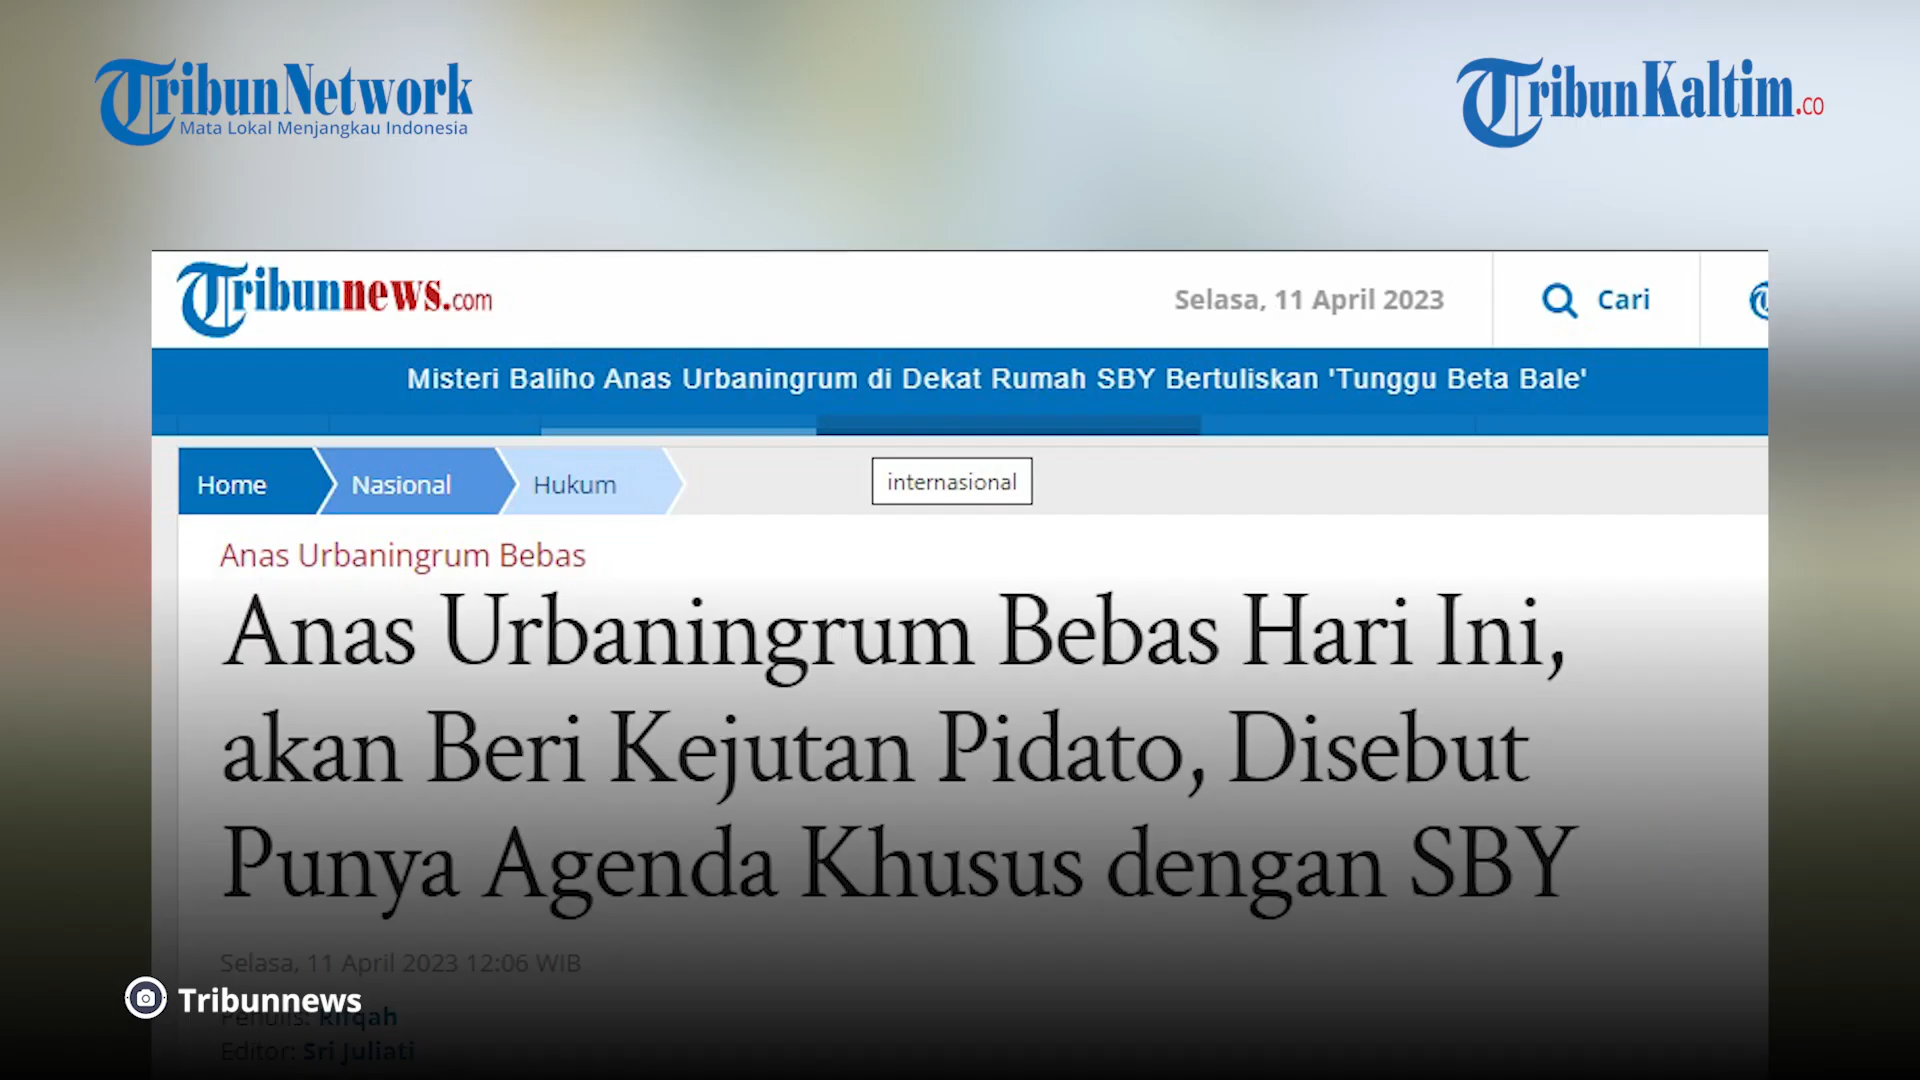 TribunNetwork
Mata Lokal Menjangkau Indonesia
TribunKaltim.co
Tribunnews.com
Selasa, 11 April 2023
Cari
Misteri Baliho Anas Urbaningrum di Dekat Rumah SBY Bertuliskan 'Tunggu Beta Bale'
Home
Nasional
Hukum
internasional
Anas Urbaningrum Bebas
Anas Urbaningrum Bebas Hari Ini,
akan Beri Kejutan Pidato, Disebut
Punya Agenda Khusus dengan SBY
Selasa, 11 April 2023 12:06 WIB
Tribunnews
Penulis: Rifqah
Editor: Sri Juliati